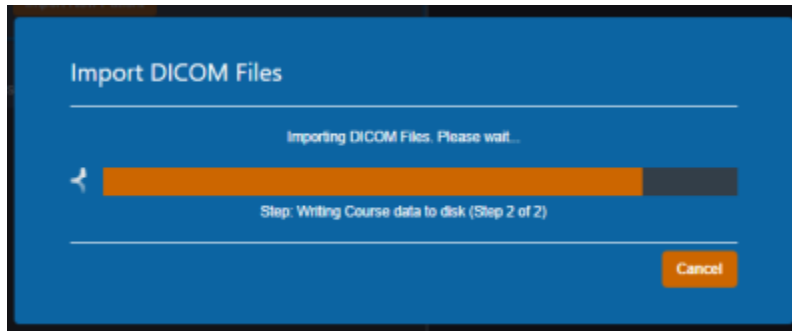 Import DICOM Files
Importing DICOM Files. Please wait...
Step: Writing Course data to disk (Step 2 of 2)
Cancel